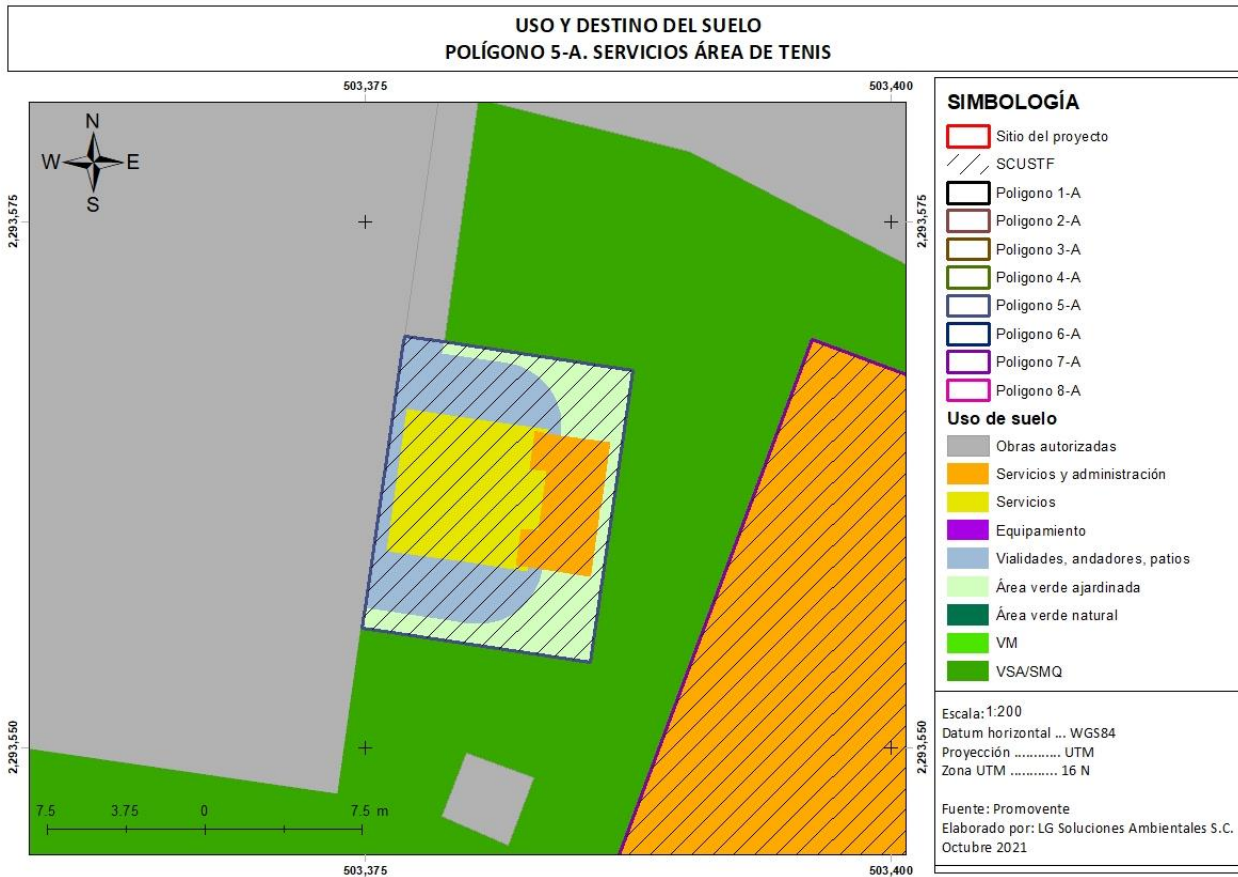 USO Y DESTINO DEL SUELO
POLÍGONO 5-A. SERVICIOS ÁREA DE TENIS
503,375
503,400
N
W
E
S
2,293,575
2,293,575
2,293,550
2,293,550
7.5
3.75
0
7.5 m
503,375
503,400
SIMBOLOGÍA
Sitio del proyecto
SCUSTF
Poligono 1-A
Poligono 2-A
Poligono 3-A
Poligono 4-A
Poligono 5-A
Poligono 6-A
Poligono 7-A
Poligono 8-A
Uso de suelo
Obras autorizadas
Servicios y administración
Servicios
Equipamiento
Vialidades, andadores, patios
Área verde ajardinada
Área verde natural
VM
VSA/SMQ
Escala: 1:200
Datum horizontal ... WGS84
Proyección ............ UTM
Zona UTM ............ 16 N
Fuente: Promovente
Elaborado por: LG Soluciones Ambientales S.C.
Octubre 2021